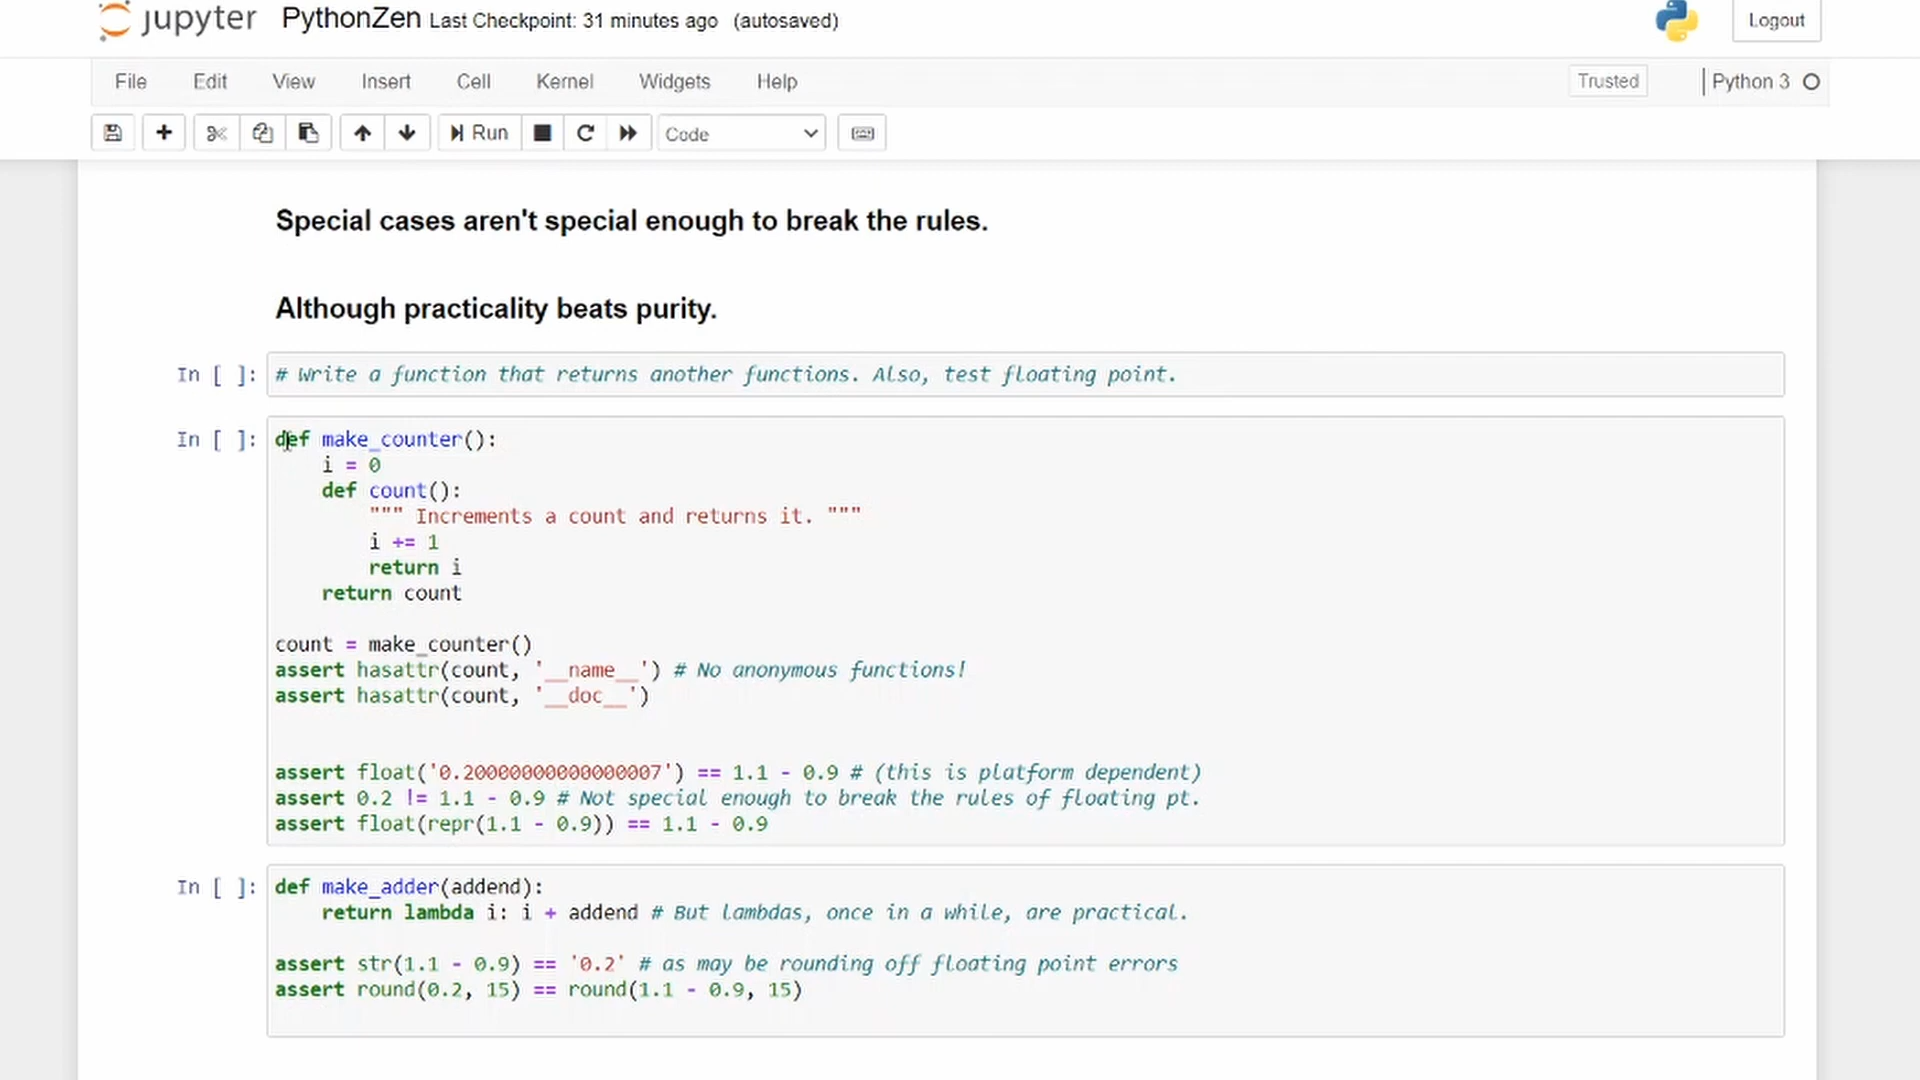 jupyter PythonZen Last Checkpoint: 31 minutes ago (autosaved) Logout
File Edit View Insert Cell Kernel Widgets Help Trusted Python 3
Run Code
Special cases aren't special enough to break the rules.
Although practicality beats purity.
In [ ]: # Write a function that returns another functions. Also, test floating point.
In [ ]: def make_counter():
    i = 0
    def count():
        """ Increments a count and returns it. """
        i += 1
        return i
    return count
count = make_counter()
assert hasattr(count, '__name__') # No anonymous functions!
assert hasattr(count, '__doc__')
assert float('0.20000000000000007') == 1.1 - 0.9 # (this is platform dependent)
assert 0.2 != 1.1 - 0.9 # Not special enough to break the rules of floating pt.
assert float(repr(1.1 - 0.9)) == 1.1 - 0.9
In [ ]: def make_adder(addend):
    return lambda i: i + addend # But lambdas, once in a while, are practical.
assert str(1.1 - 0.9) == '0.2' # as may be rounding off floating point errors
assert round(0.2, 15) == round(1.1 - 0.9, 15)